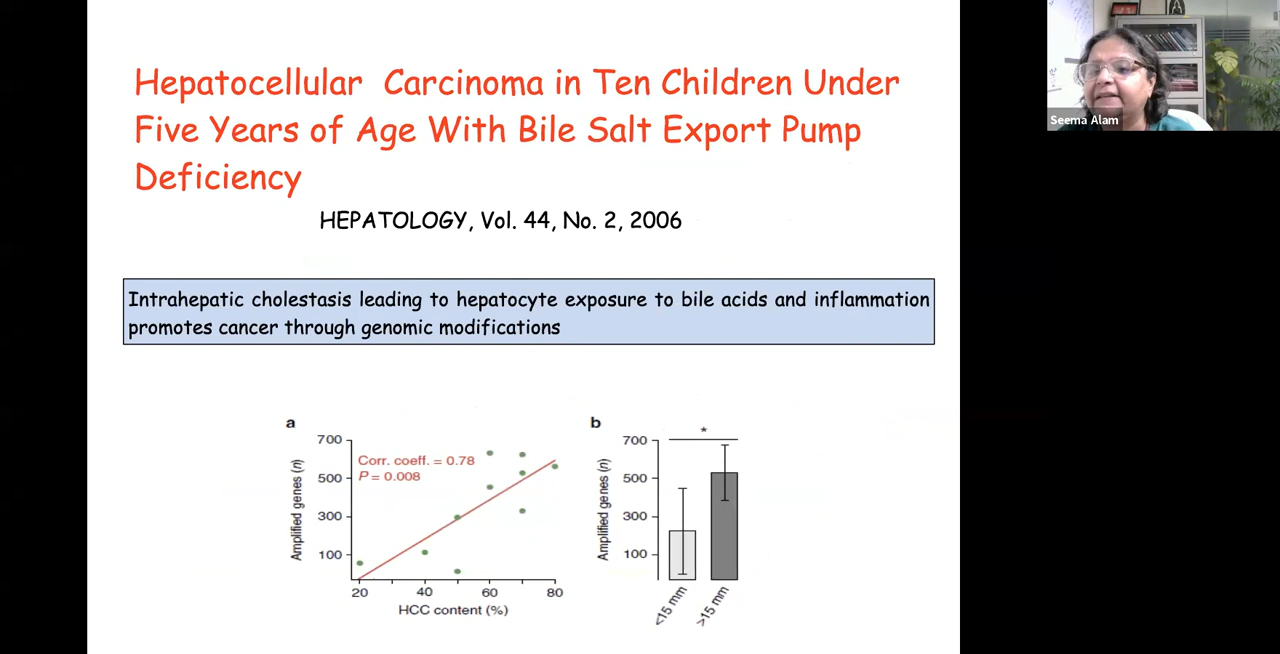 Hepatocellular Carcinoma in Ten Children Under
Five Years of Age With Bile Salt Export Pump
Deficiency
HEPATOLOGY, Vol. 44, No. 2, 2006
Intrahepatic cholestasis leading to hepatocyte exposure to bile acids and inflammation
promotes cancer through genomic modifications
a
Amplified genes (n)
700
500
300
100
Corr. coeff. = 0.78
P = 0.008
20
40
60
80
HCC content (%)
b
Amplified genes (n)
700
500
300
100
*
<15 mm
>15 mm
Seema Alam